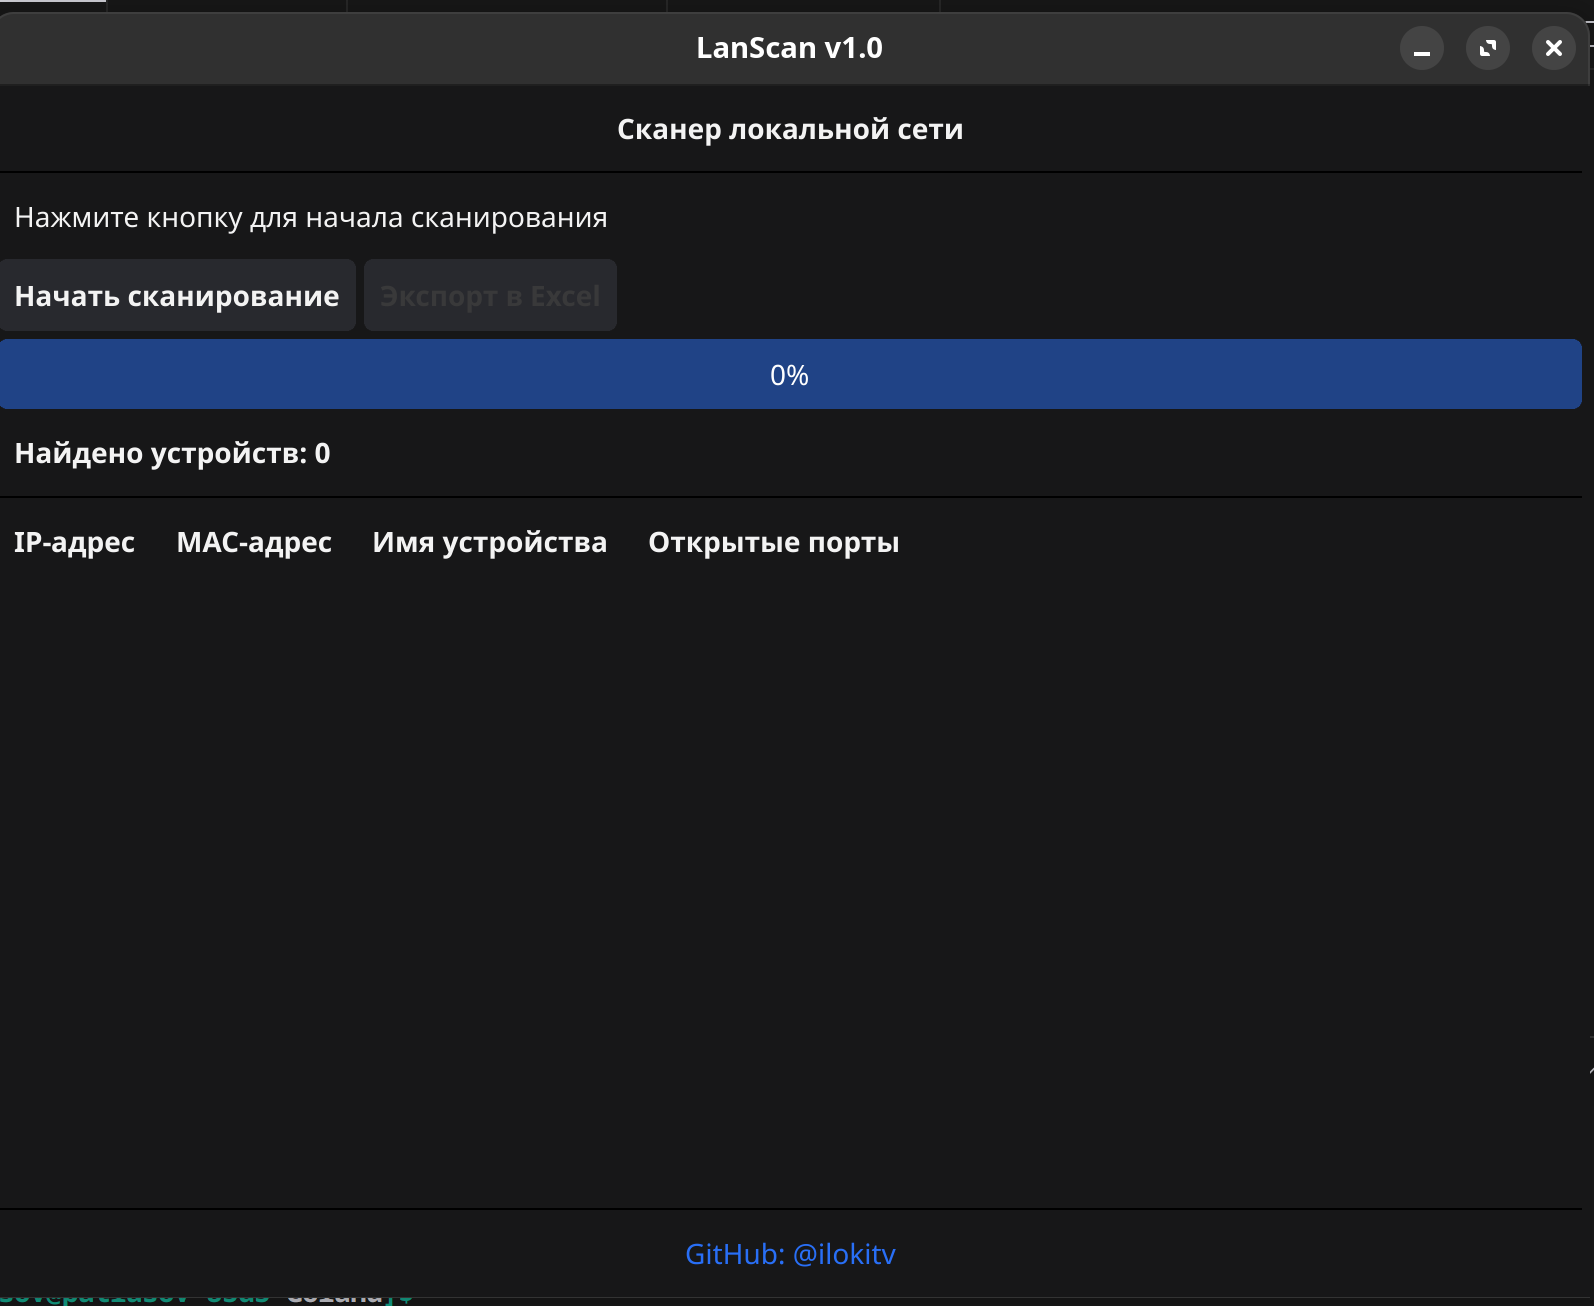 LanScan v1.0
Сканер локальной сети
Нажмите кнопку для начала сканирования
Начать сканирование Экспорт в Excel
0%
Найдено устройств: 0
IP-адрес MAC-адрес Имя устройства Открытые порты
GitHub: @ilokitv